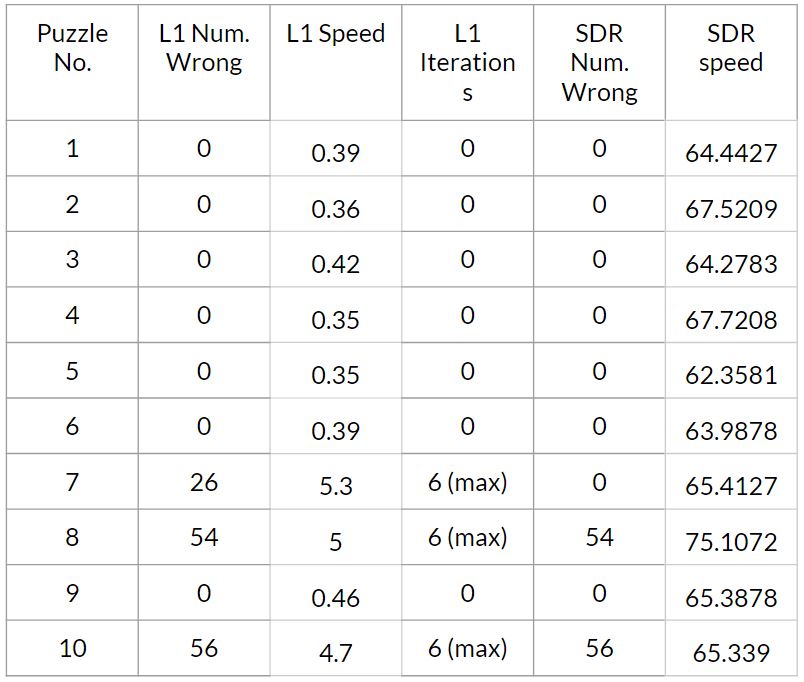 Puzzle No. L1 Num. Wrong L1 Speed L1 Iterations SDR Num. Wrong SDR speed
1 0 0.39 0 0 64.4427
2 0 0.36 0 0 67.5209
3 0 0.42 0 0 64.2783
4 0 0.35 0 0 67.7208
5 0 0.35 0 0 62.3581
6 0 0.39 0 0 63.9878
7 26 5.3 6 (max) 0 65.4127
8 54 5 6 (max) 54 75.1072
9 0 0.46 0 0 65.3878
10 56 4.7 6 (max) 56 65.339